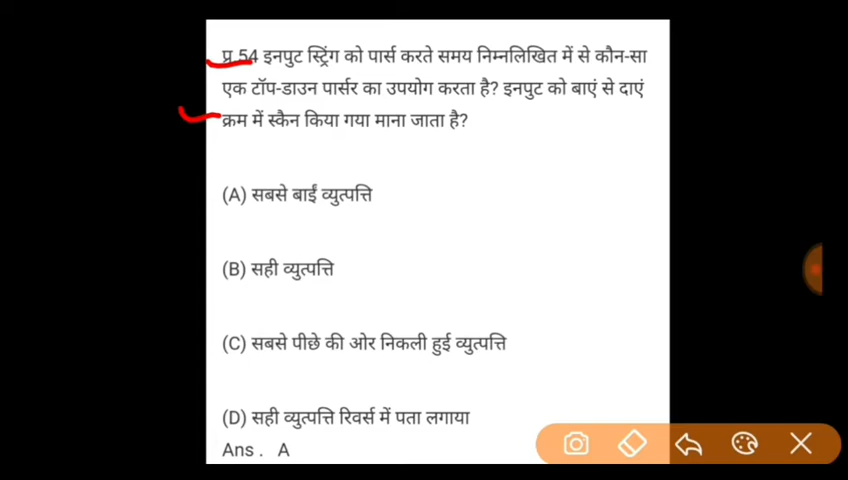 प्र.54 इनपुट स्ट्रिंग को पार्स करते समय निम्नलिखित में से कौन-सा
एक टॉप-डाउन पार्सर का उपयोग करता है? इनपुट को बाएं से दाएं
क्रम में स्कैन किया गया माना जाता है?
(A) सबसे बाईं व्युत्पत्ति
(B) सही व्युत्पत्ति
(C) सबसे पीछे की ओर निकली हुई व्युत्पत्ति
(D) सही व्युत्पत्ति रिवर्स में पता लगाया
Ans . A